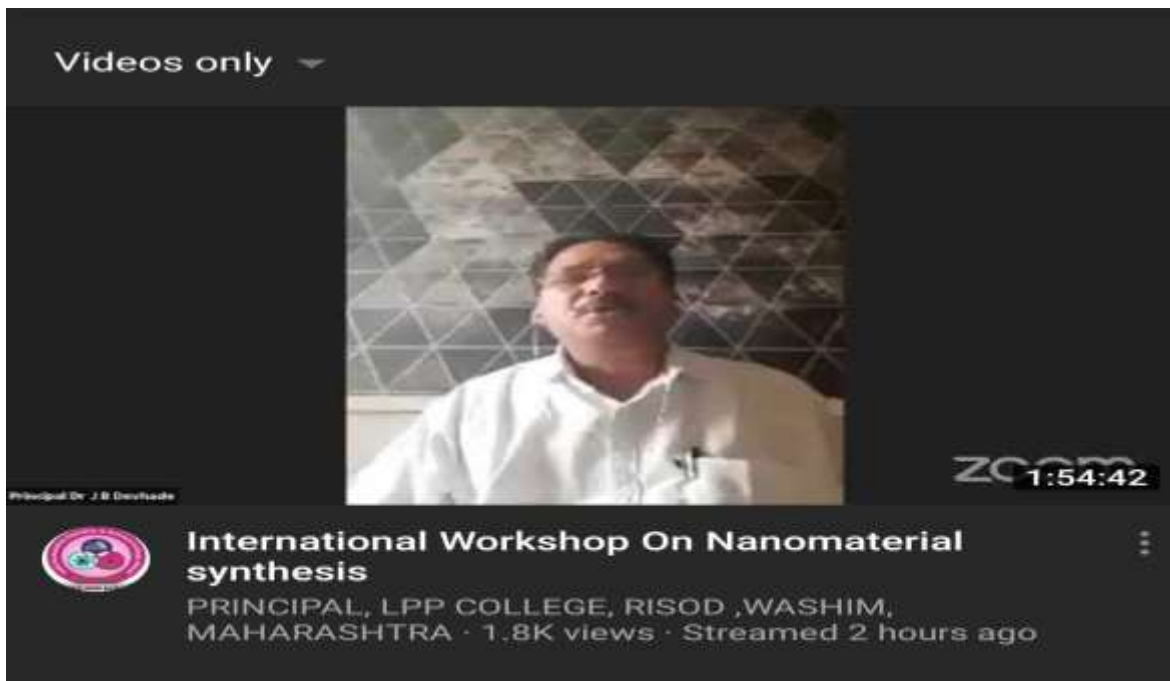 Videos only
Principal Dr J B Devhade
zoom
1:54:42
International Workshop On Nanomaterial
synthesis
PRINCIPAL, LPP COLLEGE, RISOD ,WASHIM,
MAHARASHTRA · 1.8K views · Streamed 2 hours ago